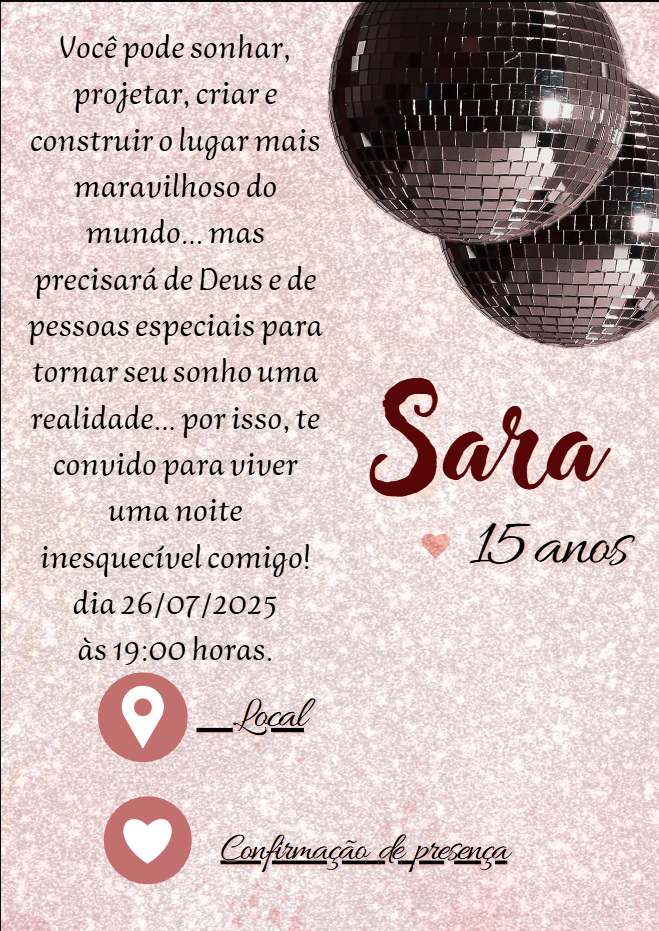 Você pode sonhar,
projetar, criar e
construir o lugar mais
maravilhoso do
mundo... mas
precisará de Deus e de
pessoas especiais para
tornar seu sonho uma
realidade... por isso, te
convido para viver
uma noite
inesquecível comigo!
dia 26/07/2025
às 19:00 horas.
Sara
15 anos
Local
Confirmação de presença